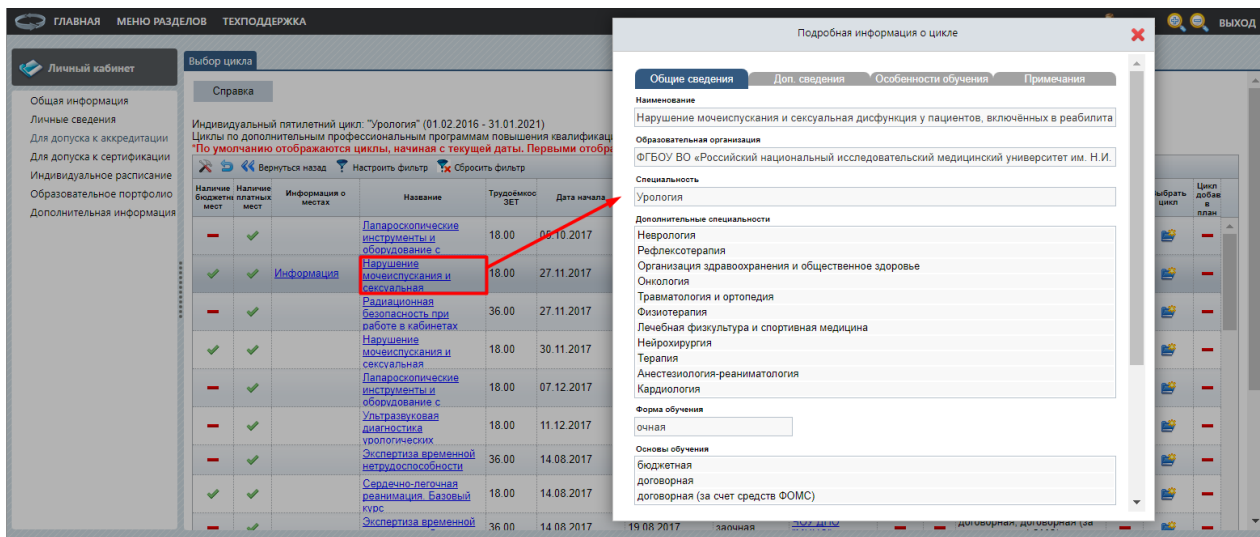 ГЛАВНАЯ МЕНЮ РАЗДЕЛОВ ТЕХПОДДЕРЖКА
ВЫХОД
Личный кабинет
Общая информация
Личные сведения
Для допуска к аккредитации
Для допуска к сертификации
Индивидуальное расписание
Образовательное портфолио
Дополнительная информация
Выбор цикла
Справка
Индивидуальный пятилетний цикл: "Урология" (01.02.2016 - 31.01.2021)
Циклы по дополнительным профессиональным программам повышения
*По умолчанию отображаются циклы, начиная с текущей даты. Первыми
Вернуться назад Настроить фильтр Сбросить фильтр
Наличие бюджетн мест
Наличие платных мест
Информация о местах
Название
Трудоёмкос ЗЕТ
Дата начала
цикл
Цикл добав в план
Лапароскопические инструменты и оборудование с
18.00 05.10.2017
Информация
Нарушение мочеиспускания и сексуальная
18.00 27.11.2017
Радиационная безопасность при работе в кабинетах
36.00 27.11.2017
Нарушение мочеиспускания и сексуальная
18.00 30.11.2017
Лапароскопические инструменты и оборудование с
18.00 07.12.2017
Ультразвуковая диагностика урологических
18.00 11.12.2017
Экспертиза временной нетрудоспособности
36.00 14.08.2017
Сердечно-легочная реанимация. Базовый курс
18.00 14.08.2017
Экспертиза временной
36.00 14.08.2017 19.08.2017 заочная
Подробная информация о цикле
Общие сведения Доп. сведения Особенности обучения Примечания
Наименование
Нарушение мочеиспускания и сексуальная дисфункция у пациентов, включённых в реабилита
Образовательная организация
ФГБОУ ВО «Российский национальный исследовательский медицинский университет им. Н.И.
Специальность
Урология
Дополнительные специальности
Неврология
Рефлексотерапия
Организация здравоохранения и общественное здоровье
Онкология
Травматология и ортопедия
Физиотерапия
Лечебная физкультура и спортивная медицина
Нейрохирургия
Терапия
Анестезиология-реаниматология
Кардиология
Форма обучения
очная
Основы обучения
бюджетная
договорная
договорная (за счет средств ФОМС)